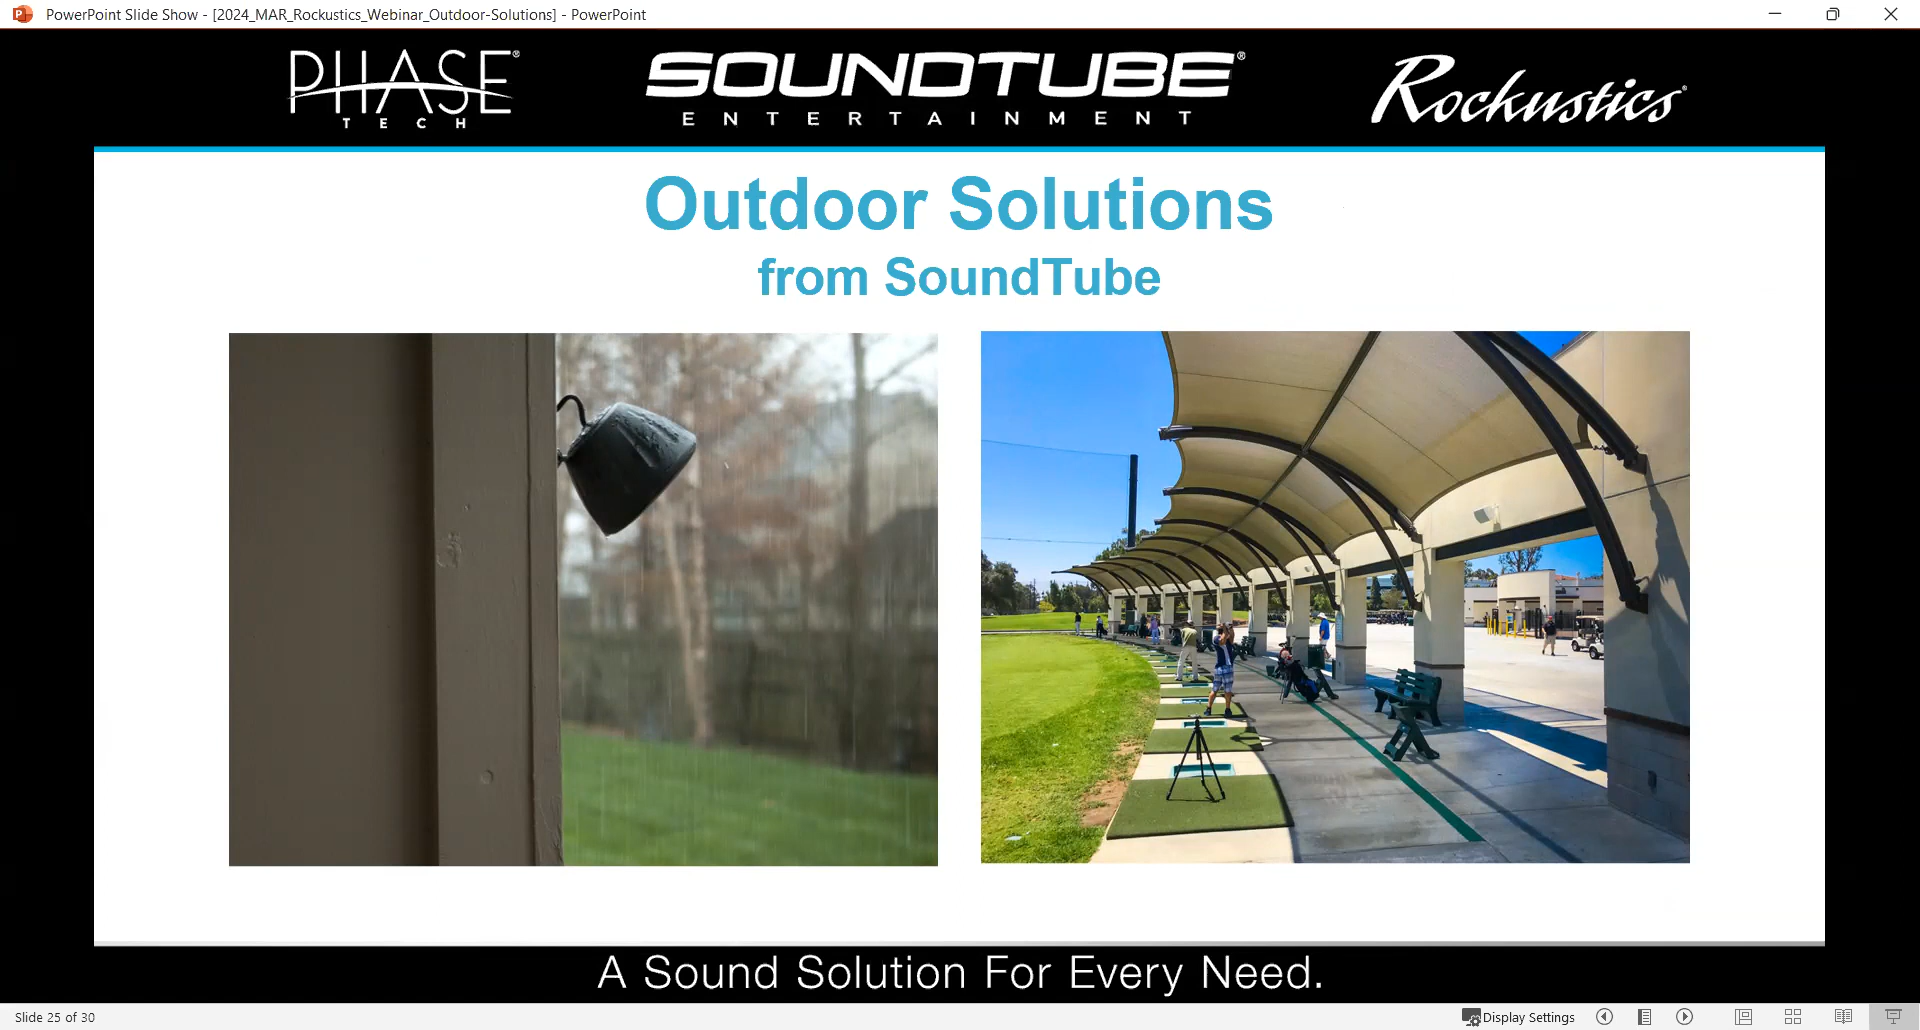 PowerPoint Slide Show - [2024_MAR_Rockustics_Webinar_Outdoor-Solutions] - PowerPoint
PHASE®
TECH
SOUNDTUBE®
ENTERTAINMENT
Rockustics®
Outdoor Solutions
from SoundTube
A Sound Solution For Every Need.
Slide 25 of 30
Display Settings